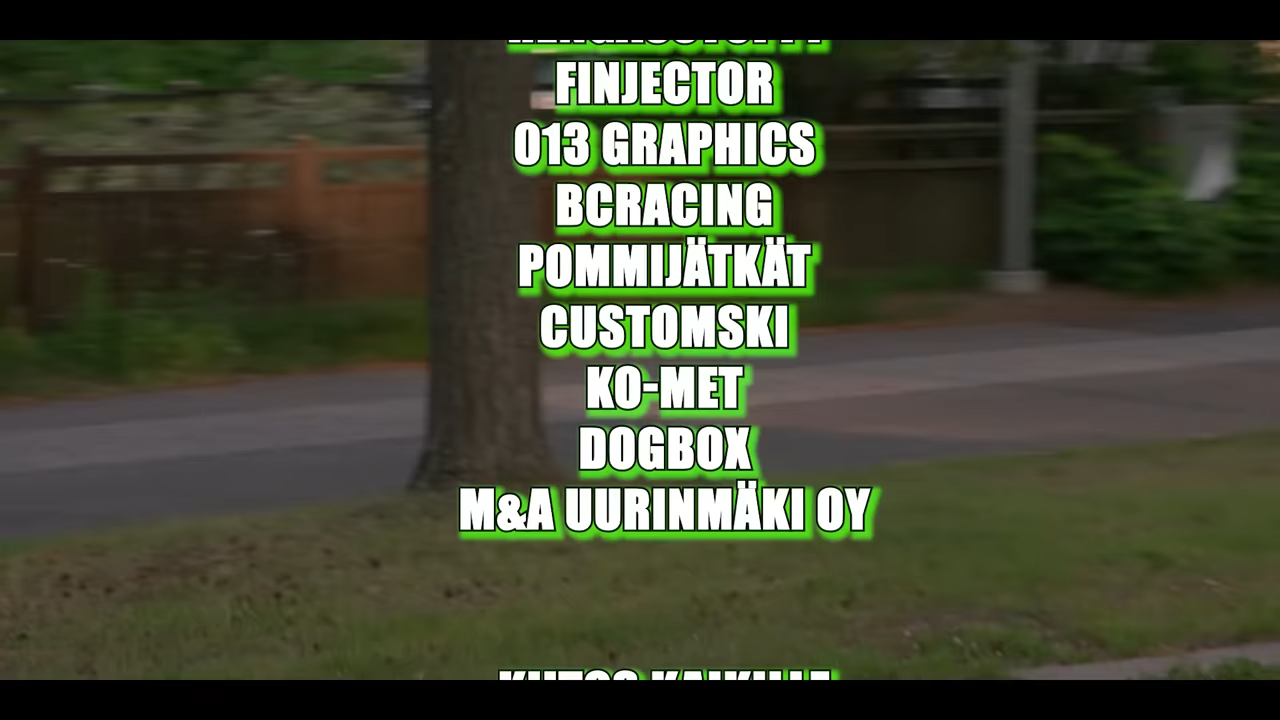 FINJECTOR
013 GRAPHICS
BCRACING
POMMIJÄTKÄT
CUSTOMSKI
KO-MET
DOGBOX
M&A UURINMÄKI OY